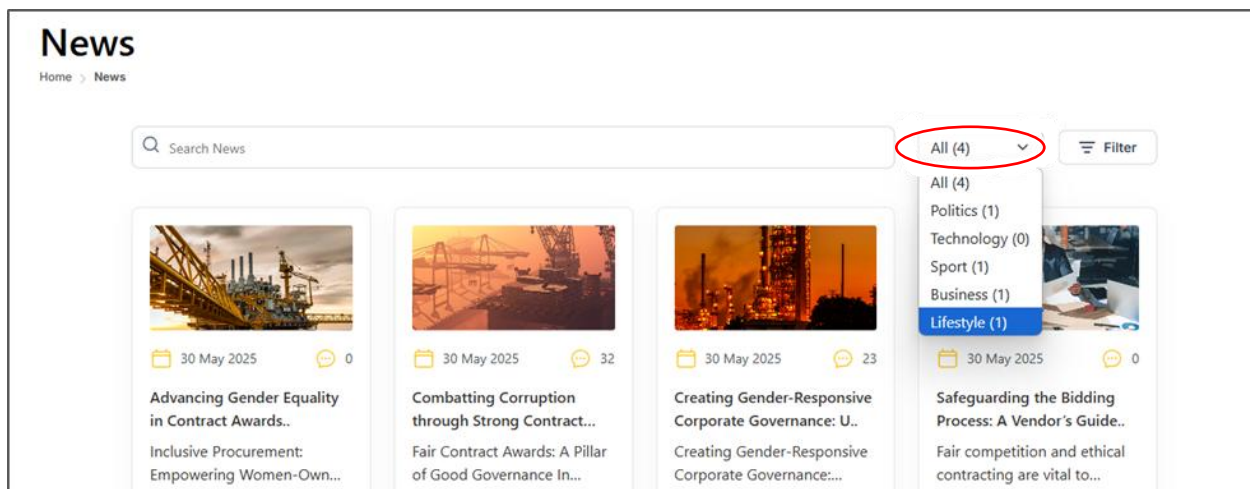 News
Home > News
Search News
All (4)
Filter
All (4)
Politics (1)
Technology (0)
Sport (1)
Business (1)
Lifestyle (1)
30 May 2025 0
Advancing Gender Equality
in Contract Awards..
Inclusive Procurement:
Empowering Women-Own...
30 May 2025 32
Combatting Corruption
through Strong Contract...
Fair Contract Awards: A Pillar
of Good Governance In...
30 May 2025 23
Creating Gender-Responsive
Corporate Governance: U..
Creating Gender-Responsive
Corporate Governance:....
30 May 2025 0
Safeguarding the Bidding
Process: A Vendor’s Guide..
Fair competition and ethical
contracting are vital to...